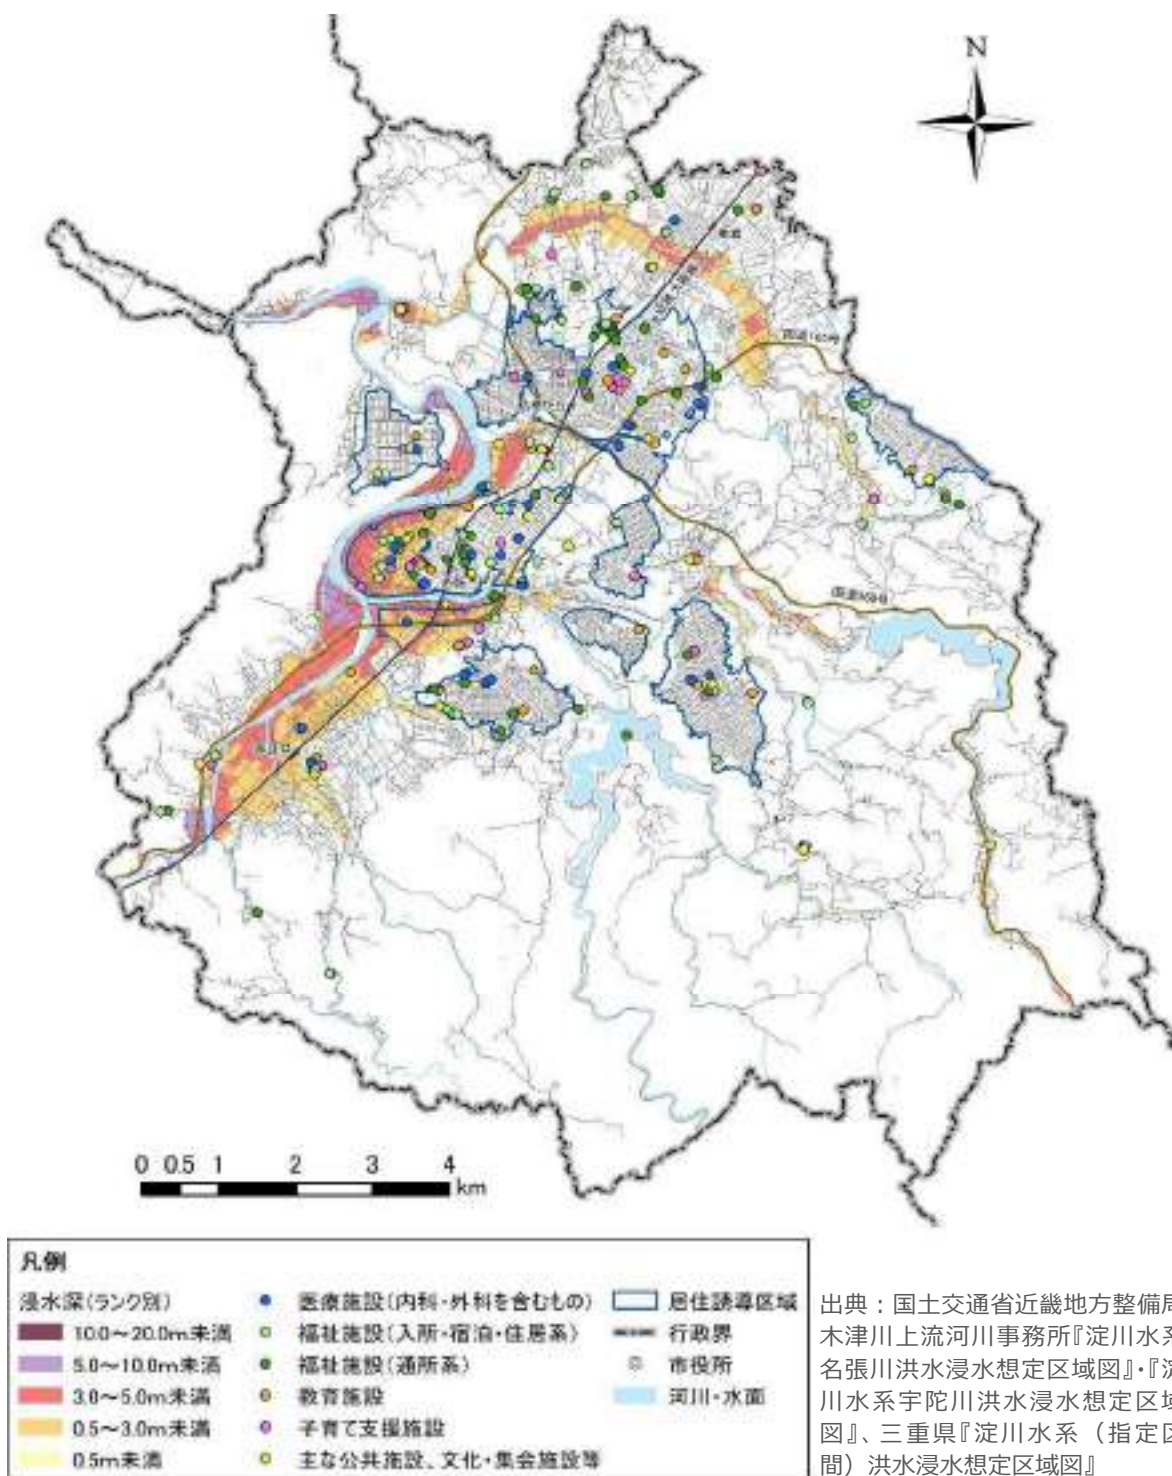 N
0 0.5 1 2 3 4
km
凡例
浸水深(ランク別)
10.0~20.0m未満
5.0~10.0m未満
3.0~5.0m未満
0.5~3.0m未満
0.5m未満
医療施設(内科・外科を含むもの)
福祉施設(入所・宿泊・住居系)
福祉施設(通所系)
教育施設
子育て支援施設
主な公共施設、文化・集会施設等
居住誘導区域
行政界
市役所
河川・水面
出典:国土交通省近畿地方整備局
木津川上流河川事務所『淀川水系
名張川洪水浸水想定区域図』・『淀
川水系宇陀川洪水浸水想定区域
図』、三重県『淀川水系(指定区
間)洪水浸水想定区域図』